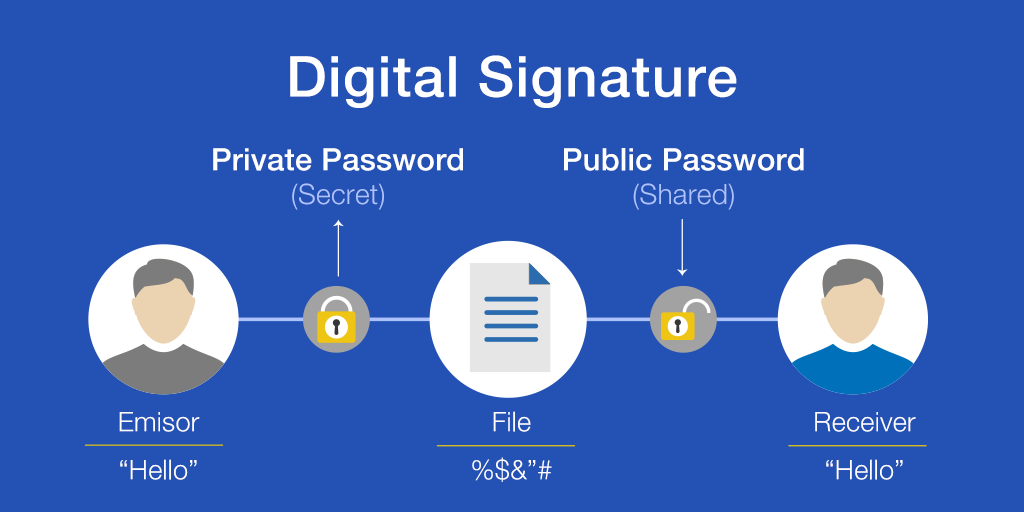 Digital Signature
Private Password
(Secret)
Public Password
(Shared)
Emisor
“Hello”
File
%$&”#
Receiver
“Hello”